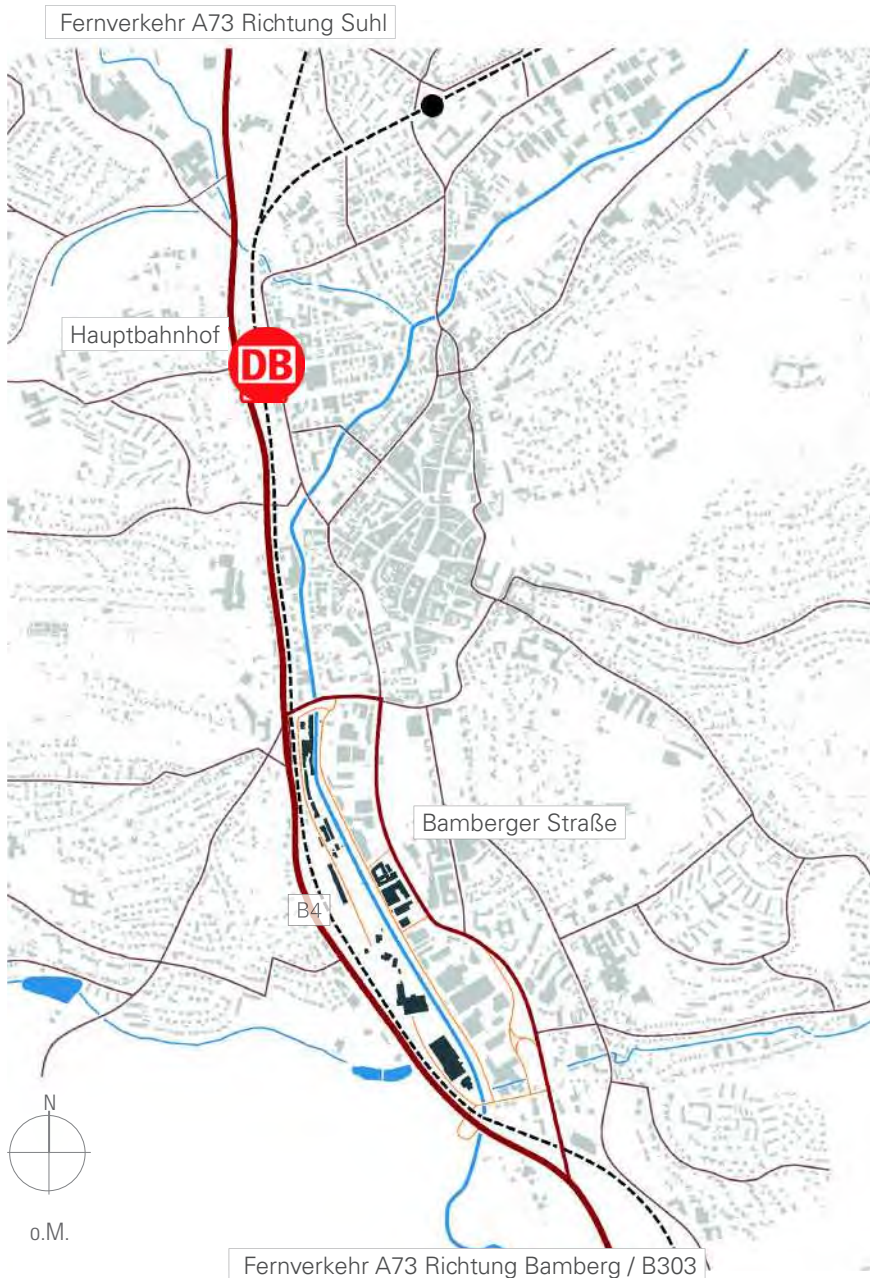 Fernverkehr A73 Richtung Suhl
Hauptbahnhof
DB
Bamberger Straße
B4
N
o.M.
Fernverkehr A73 Richtung Bamberg / B303